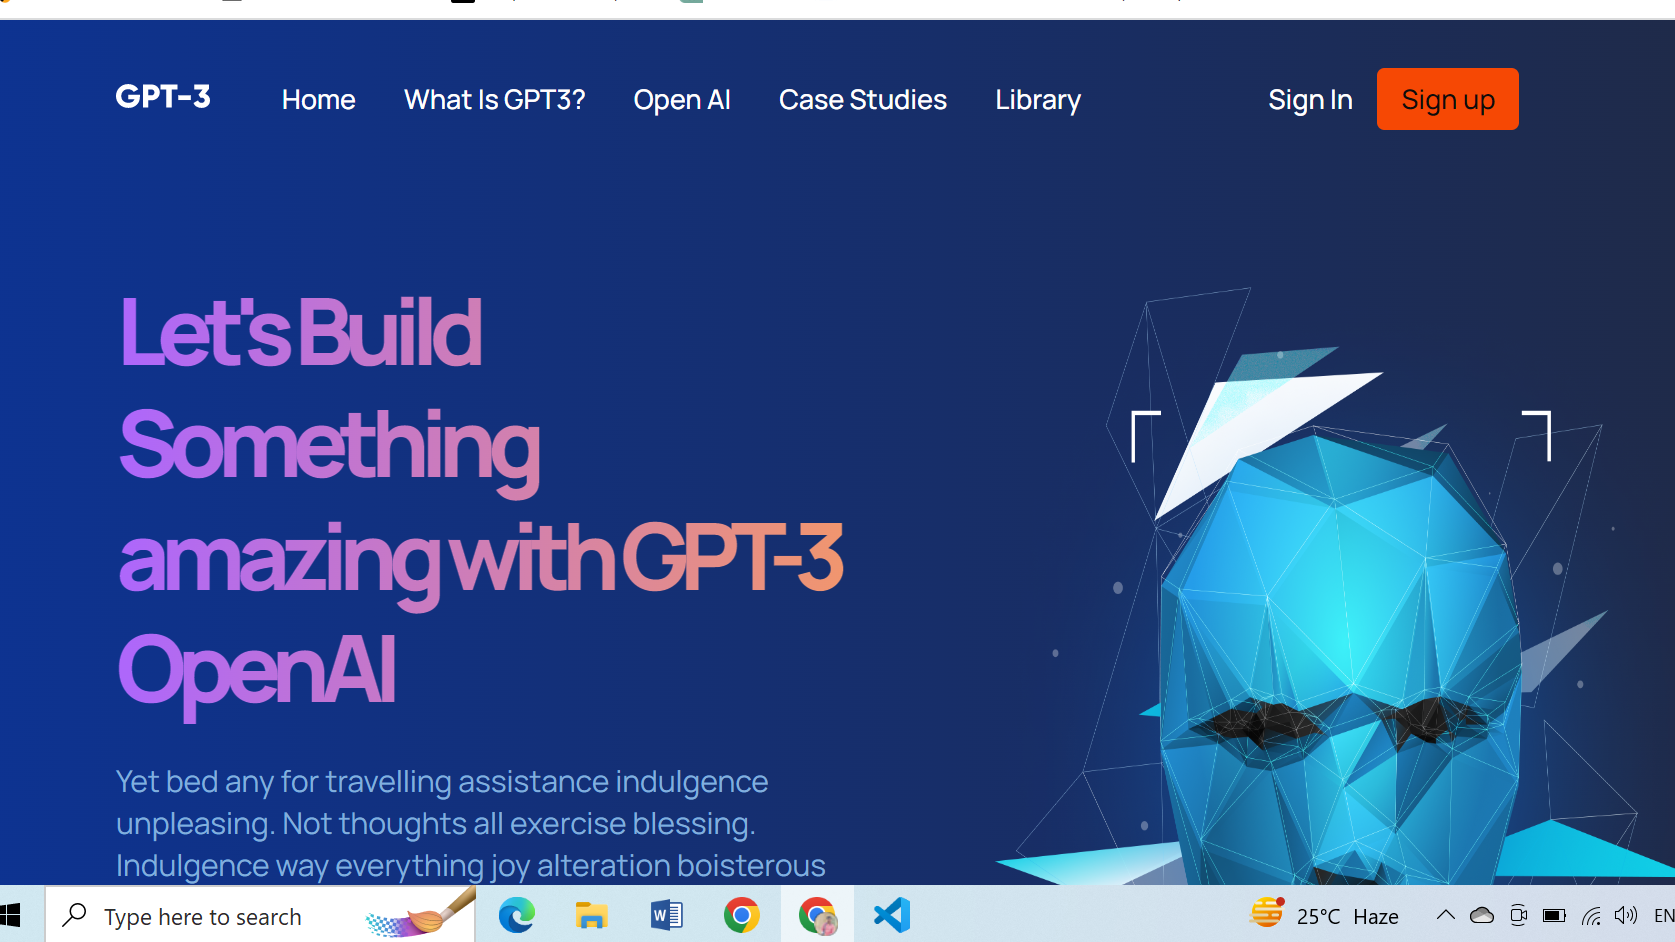 GPT-3 Home What Is GPT3? Open AI Case Studies Library Sign In Sign up
Let's Build
Something
amazing with GPT-3
OpenAI
Yet bed any for travelling assistance indulgence
unpleasing. Not thoughts all exercise blessing.
Indulgence way everything joy alteration boisterous
Type here to search
W
25°C Haze
EN